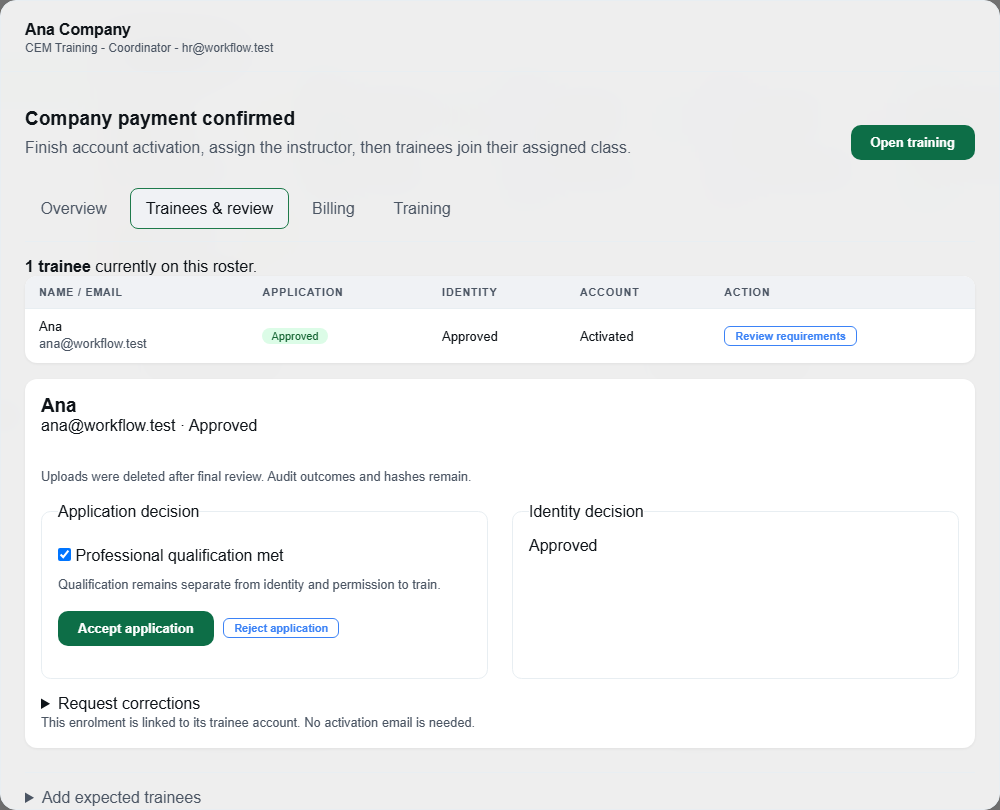 Ana Company
CEM Training - Coordinator - hr@workflow.test
Company payment confirmed
Finish account activation, assign the instructor, then trainees join their assigned class.
Open training
Overview
Trainees & review
Billing
Training
1 trainee currently on this roster.
NAME / EMAIL APPLICATION IDENTITY ACCOUNT ACTION
Ana
ana@workflow.test
Approved
Approved
Activated
Review requirements
Ana
ana@workflow.test · Approved
Uploads were deleted after final review. Audit outcomes and hashes remain.
Application decision
Professional qualification met
Qualification remains separate from identity and permission to train.
Accept application
Reject application
Identity decision
Approved
Request corrections
This enrolment is linked to its trainee account. No activation email is needed.
Add expected trainees